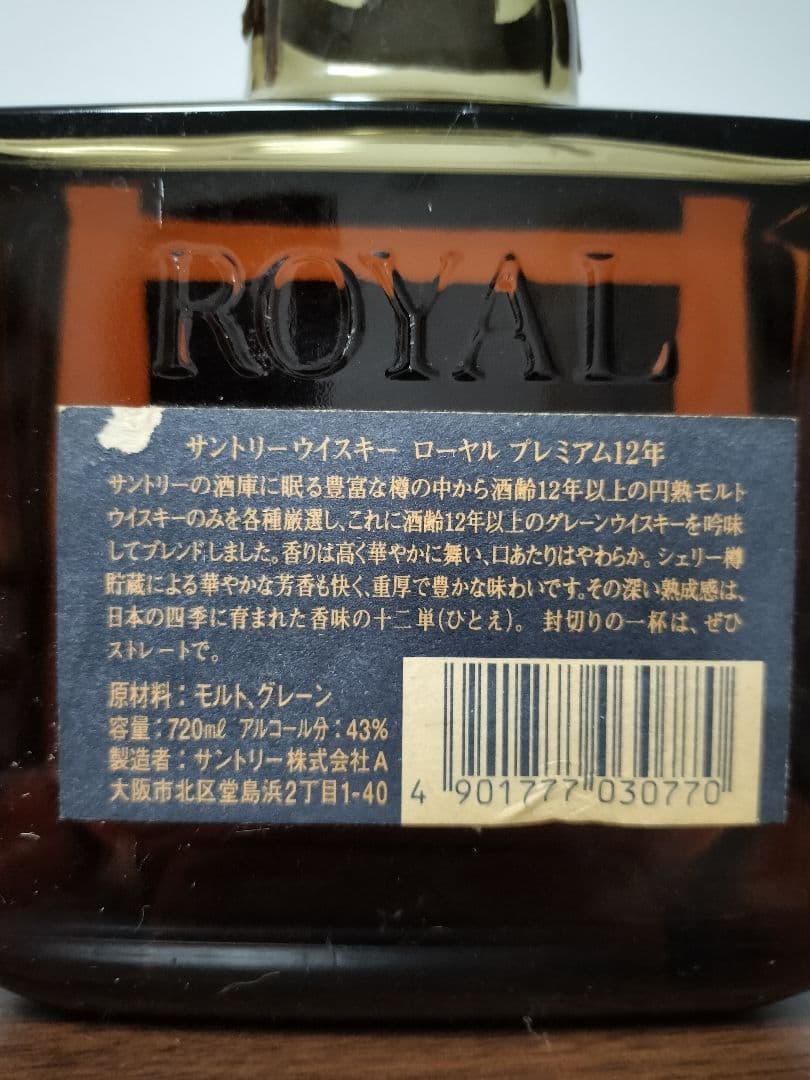 ROYAL
サントリーウイスキー ローヤル プレミアム12年
サントリーの酒庫に眠る豊富な樽の中から酒齢12年以上の円熟モルト
ウイスキーのみを各種厳選し、これに酒齢12年以上のグレーンウイスキーを吟味
してブレンドしました。香りは高く華やかに舞い、口あたりはやわらか。シェリー樽
貯蔵による華やかな芳香も快く、重厚で豊かな味わいです。その深い熟成感は、
日本の四季に育まれた香味の十二単(ひとえ)。 封切りの一杯は、ぜひ
ストレートで。
原材料：モルト、グレーン
容量：720mℓ アルコール分：43%
製造者：サントリー株式会社A
大阪市北区堂島浜2丁目1-40
4 901777 030770